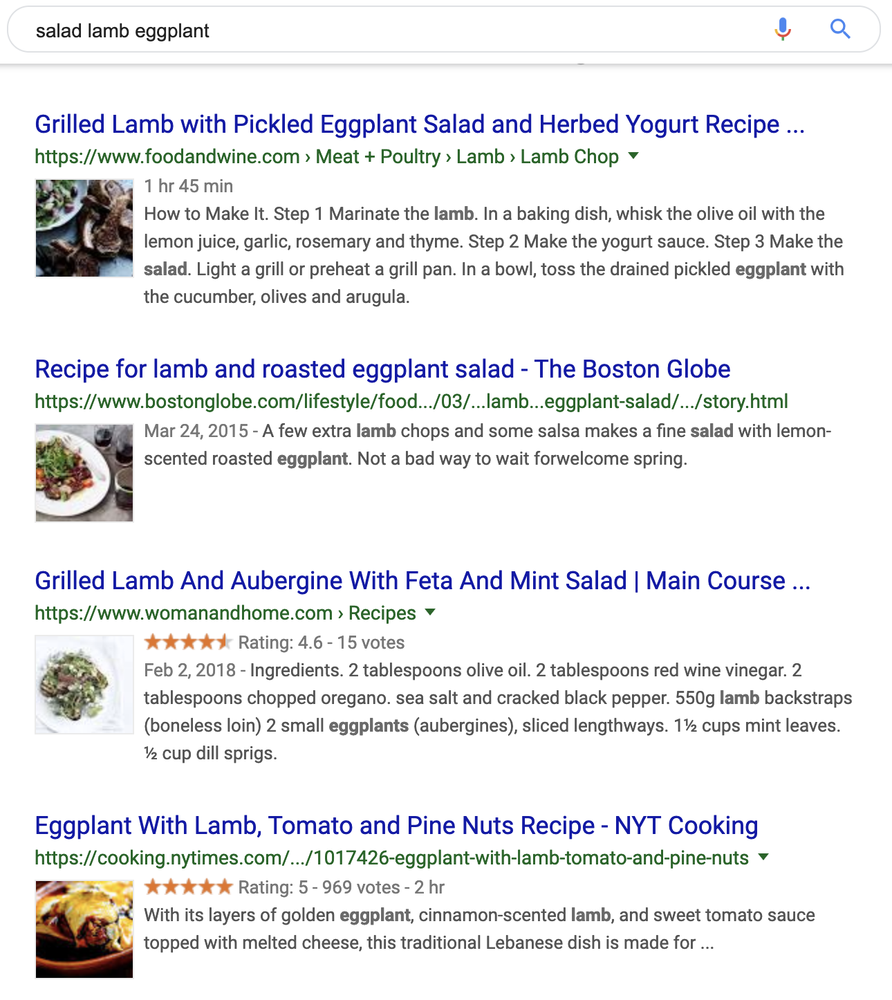 salad lamb eggplant
Grilled Lamb with Pickled Eggplant Salad and Herbed Yogurt Recipe ...
https://www.foodandwine.com › Meat + Poultry › Lamb › Lamb Chop
1 hr 45 min
How to Make It. Step 1 Marinate the lamb. In a baking dish, whisk the olive oil with the
lemon juice, garlic, rosemary and thyme. Step 2 Make the yogurt sauce. Step 3 Make the
salad. Light a grill or preheat a grill pan. In a bowl, toss the drained pickled eggplant with
the cucumber, olives and arugula.
Recipe for lamb and roasted eggplant salad - The Boston Globe
https://www.bostonglobe.com/lifestyle/food.../03/...lamb...eggplant-salad/.../story.html
Mar 24, 2015 - A few extra lamb chops and some salsa makes a fine salad with lemon-
scented roasted eggplant. Not a bad way to wait forwelcome spring.
Grilled Lamb And Aubergine With Feta And Mint Salad | Main Course ...
https://www.womanandhome.com › Recipes
Rating: 4.6 - 15 votes
Feb 2, 2018 - Ingredients. 2 tablespoons olive oil. 2 tablespoons red wine vinegar. 2
tablespoons chopped oregano. sea salt and cracked black pepper. 550g lamb backstraps
(boneless loin) 2 small eggplants (aubergines), sliced lengthways. 1½ cups mint leaves.
½ cup dill sprigs.
Eggplant With Lamb, Tomato and Pine Nuts Recipe - NYT Cooking
https://cooking.nytimes.com/.../1017426-eggplant-with-lamb-tomato-and-pine-nuts
Rating: 5 - 969 votes - 2 hr
With its layers of golden eggplant, cinnamon-scented lamb, and sweet tomato sauce
topped with melted cheese, this traditional Lebanese dish is made for ...